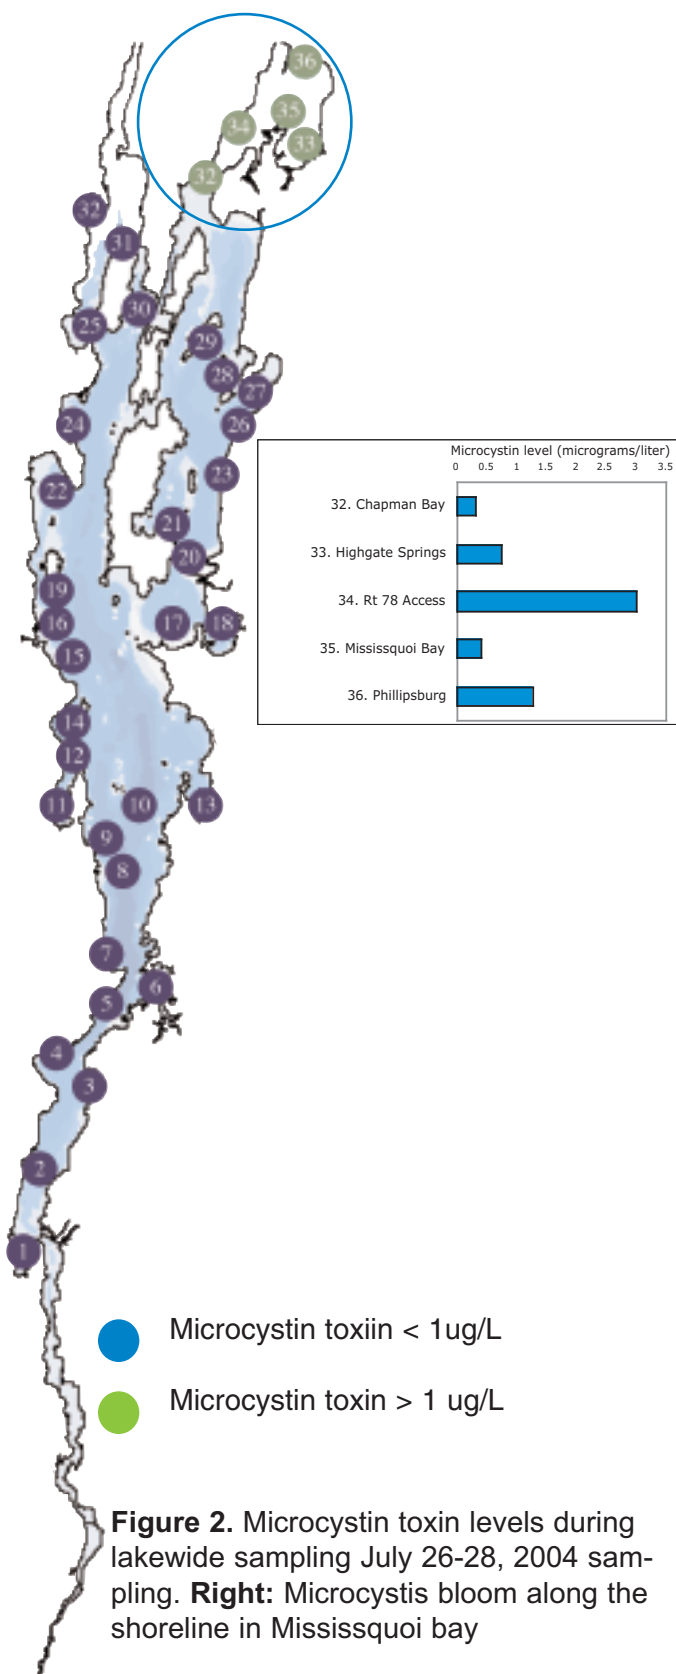 36
35
34
33
32
32
31
30
25
29
28
27
24
26
23
22
21
20
19
16
17
18
15
14
12
11
10
13
9
8
7
6
5
4
3
2
1
Microcystin level (micrograms/liter)
0 0.5 1 1.5 2 2.5 3 3.5
32. Chapman Bay
33. Highgate Springs
34. Rt 78 Access
35. Mississquoi Bay
36. Phillipsburg
Microcystin toxiin < 1ug/L
Microcystin toxin > 1 ug/L
Figure 2. Microcystin toxin levels during
lakewide sampling July 26-28, 2004 sam-
pling. Right: Microcystis bloom along the
shoreline in Mississquoi bay